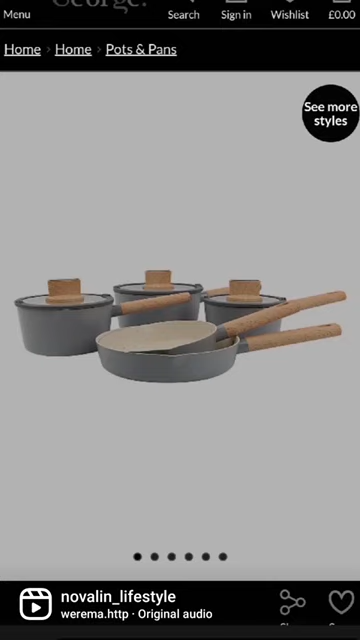 George.
Menu
Search
Sign in
Wishlist
£0.00
Home > Home > Pots & Pans
See more
styles
novalin_lifestyle
werema.http · Original audio